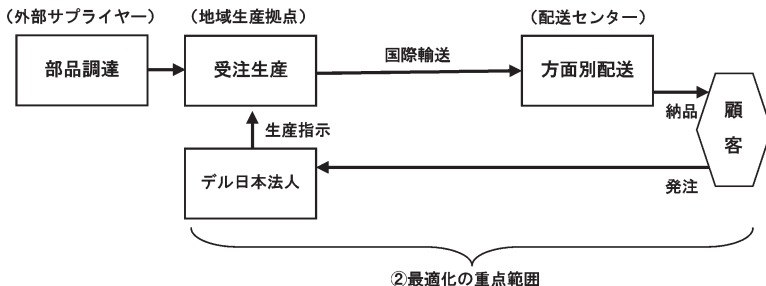 (外部サプライヤー)
(地域生産拠点)
(配送センター)
部品調達
受注生産
国際輸送
方面別配送
納品
顧客
生産指示
デル日本法人
発注
②最適化の重点範囲